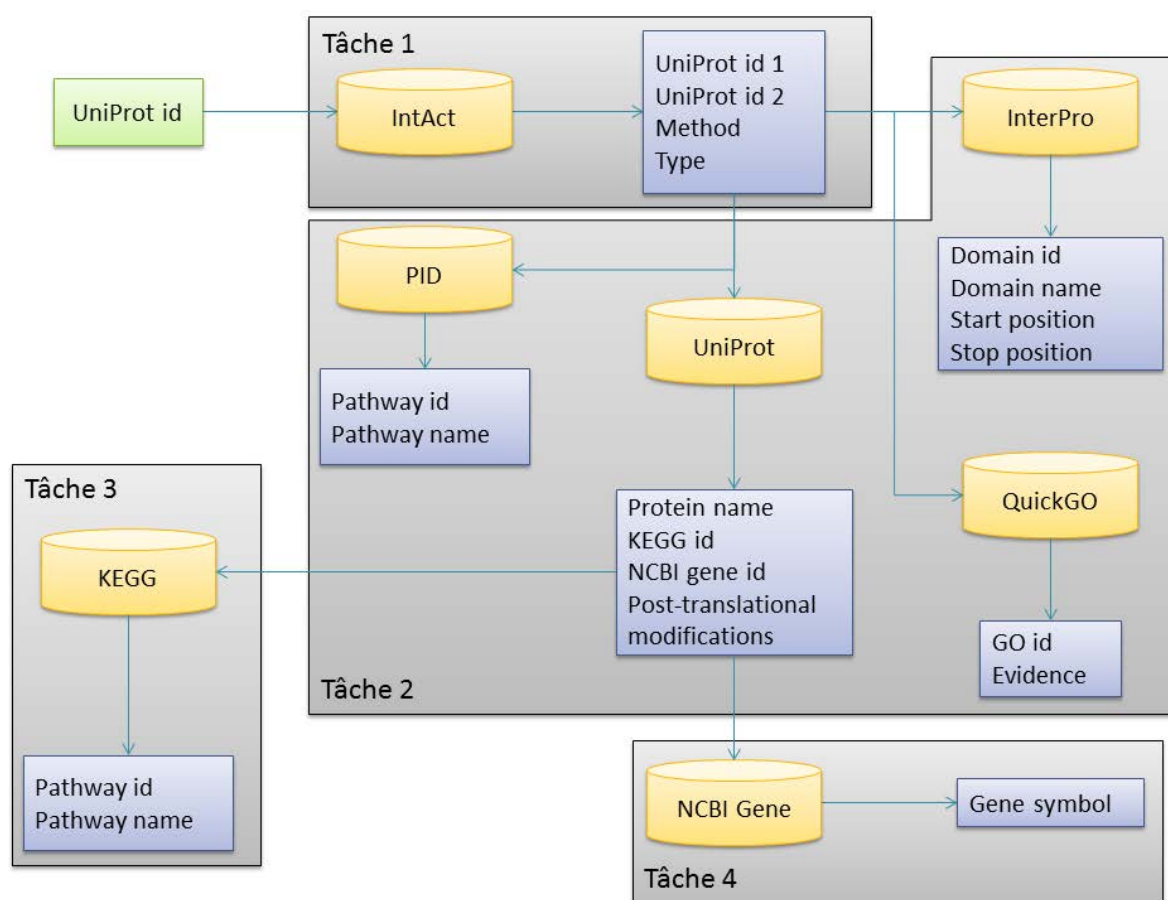 Tâche 1
UniProt id
IntAct
UniProt id 1
UniProt id 2
Method
Type
InterPro
Domain id
Domain name
Start position
Stop position
PID
Pathway id
Pathway name
UniProt
Protein name
KEGG id
NCBI gene id
Post-translational
modifications
QuickGO
GO id
Evidence
Tâche 2
Tâche 3
KEGG
Pathway id
Pathway name
NCBI Gene
Gene symbol
Tâche 4